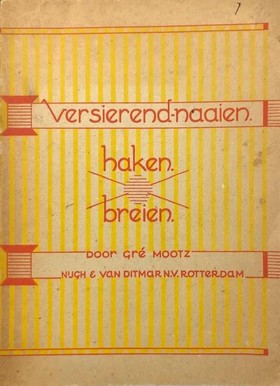 7
Versierend-naaien.
haken.
breien.
DOOR Gré MOOTZ
NIJGH & VAN DITMAR N.V. ROTTERDAM